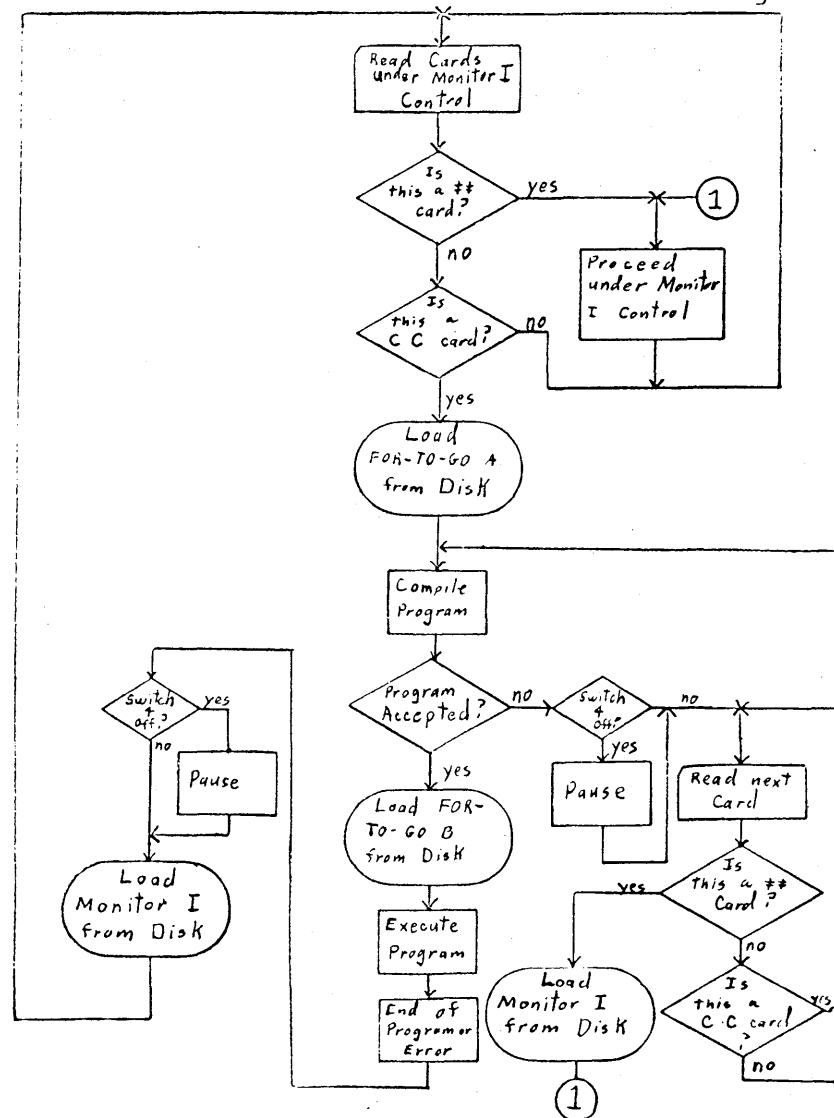 Read Cards
under Monitor I
Control
Is
this a ‡‡
card?
yes
1
no
Proceed
under Monitor
I Control
Is
this a
C C card?
no
yes
Load
FOR-TO-GO A
from Disk
Compile
Program
Program
Accepted?
no
Switch
4
off?
no
yes
Pause
Read next
Card
Switch
4
off?
yes
no
Pause
yes
Load FOR-
TO-GO B
from Disk
Is
this a ‡‡
Card?
yes
no
Load
Monitor I
from Disk
Execute
Program
End of
Program or
Error
Load
Monitor I
from Disk
1
Is
this a
C C card
?
yes
no